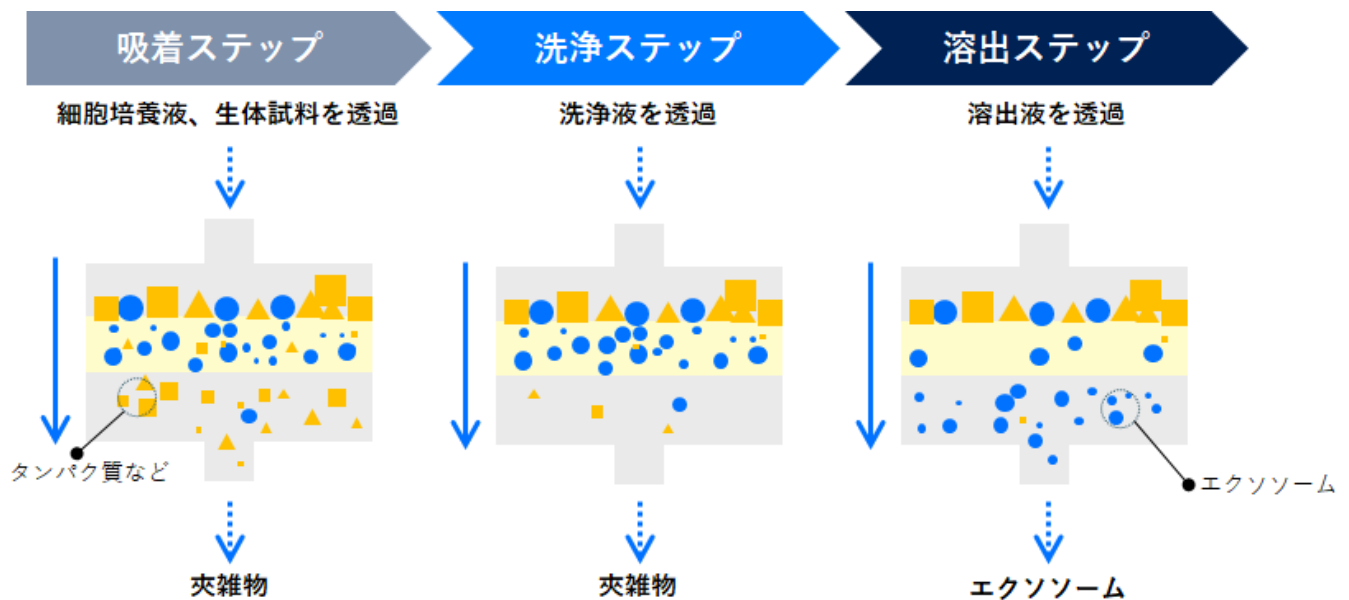 吸着ステップ
洗浄ステップ
溶出ステップ
細胞培養液、生体試料を透過
洗浄液を透過
溶出液を透過
タンパク質など
エクソソーム
夾雑物
夾雑物
エクソソーム